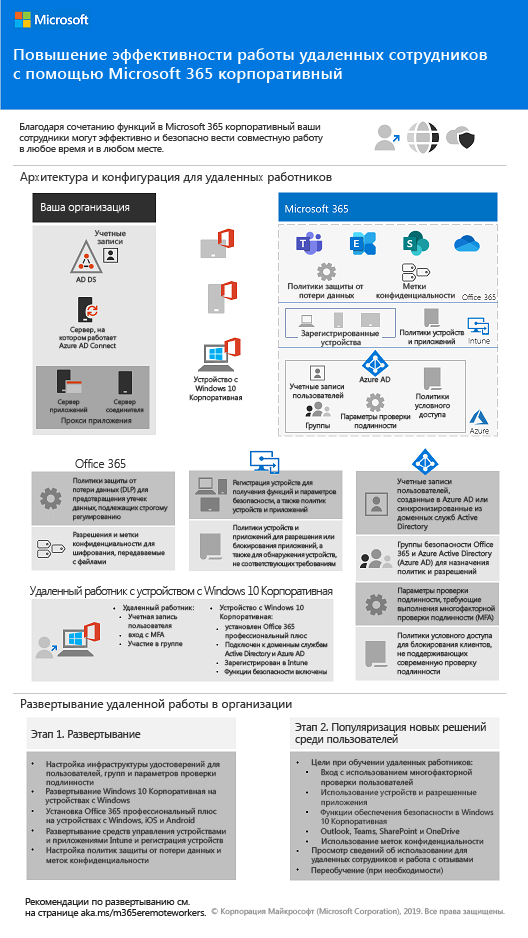 Microsoft
Повышение эффективности работы удаленных сотрудников
с помощью Microsoft 365 корпоративный
Благодаря сочетанию функций в Microsoft 365 корпоративный ваши
сотрудники могут эффективно и безопасно вести совместную работу
в любое время и в любом месте.
Архитектура и конфигурация для удаленных работников
Ваша организация
Учетные
записи
AD DS
Сервер, на
котором работает
Azure AD Connect
Сервер
приложений
Сервер
соединителя
Прокси приложения
Устройство с
Windows 10
Корпоративная
Microsoft 365
Политики защиты от
потери данных
Метки
конфиденциальности
Office 365
Зарегистрированные
устройства
Политики устройств
и приложений
Intune
Azure AD
Учетные записи
пользователей
Группы
Параметры проверки
подлинности
Политики
условного
доступа
Azure
Office 365
Политики защиты от
потери данных (DLP) для
предотвращения утечек
данных, подлежащих строгому
регулированию
Разрешения и метки
конфиденциальности для
шифрования, передаваемые
с файлами
Регистрация устройств для
получения функций и параметров
безопасности, а также политик
устройств и приложений
Политики устройств и
приложений для разрешения или
блокирования приложений, а
также для обнаружения устройств,
не соответствующих требованиям
Учетные записи
пользователей,
созданные в Azure AD или
синхронизированные из
доменных служб Active
Directory
Группы безопасности Office
365 и Azure Active Directory
(Azure AD) для назначения
политик и разрешений
Параметры проверки
подлинности, требующие
выполнения многофакторной
проверки подлинности (MFA)
Политики условного доступа
для блокирования клиентов,
не поддерживающих
современную проверку
подлинности
Удаленный работник с устройством с Windows 10 Корпоративная
• Удаленный работник:
• Учетная запись
пользователя
• вход с MFA
• Участие в группе
• Устройство с Windows 10
Корпоративная:
• установлен Office 365
профессиональный плюс
• Подключен к доменным службам
Active Directory и Azure AD
• Зарегистрирован в Intune
• Функции безопасности включены
Развертывание удаленной работы в организации
Этап 1. Развертывание
• Настройка инфраструктуры удостоверений для
пользователей, групп и параметров проверки
подлинности
• Развертывание Windows 10 Корпоративная на
устройствах с Windows
• Установка Office 365 профессиональный плюс
на устройствах с Windows, iOS и Android
• Развертывание средств управления устройствами
и приложениями Intune и регистрация устройств
• Настройка политик защиты от потери данных и
меток конфиденциальности
Этап 2. Популяризация новых решений
среди пользователей
• Цели при обучении удаленных работников:
• Вход с использованием многофакторной
проверки пользователей
• Использование устройств и разрешенные
приложения
• Функции обеспечения безопасности в Windows
10 Корпоративная
• Outlook, Teams, SharePoint и OneDrive
• Использование меток конфиденциальности
• Просмотр сведений об использовании для
удаленных сотрудников и работа с отзывами
• Переобучение (при необходимости)
Рекомендации по развертыванию см.
на странице aka.ms/m365eremoteworkers.
© Корпорация Майкрософт (Microsoft Corporation), 2019. Все права защищены.